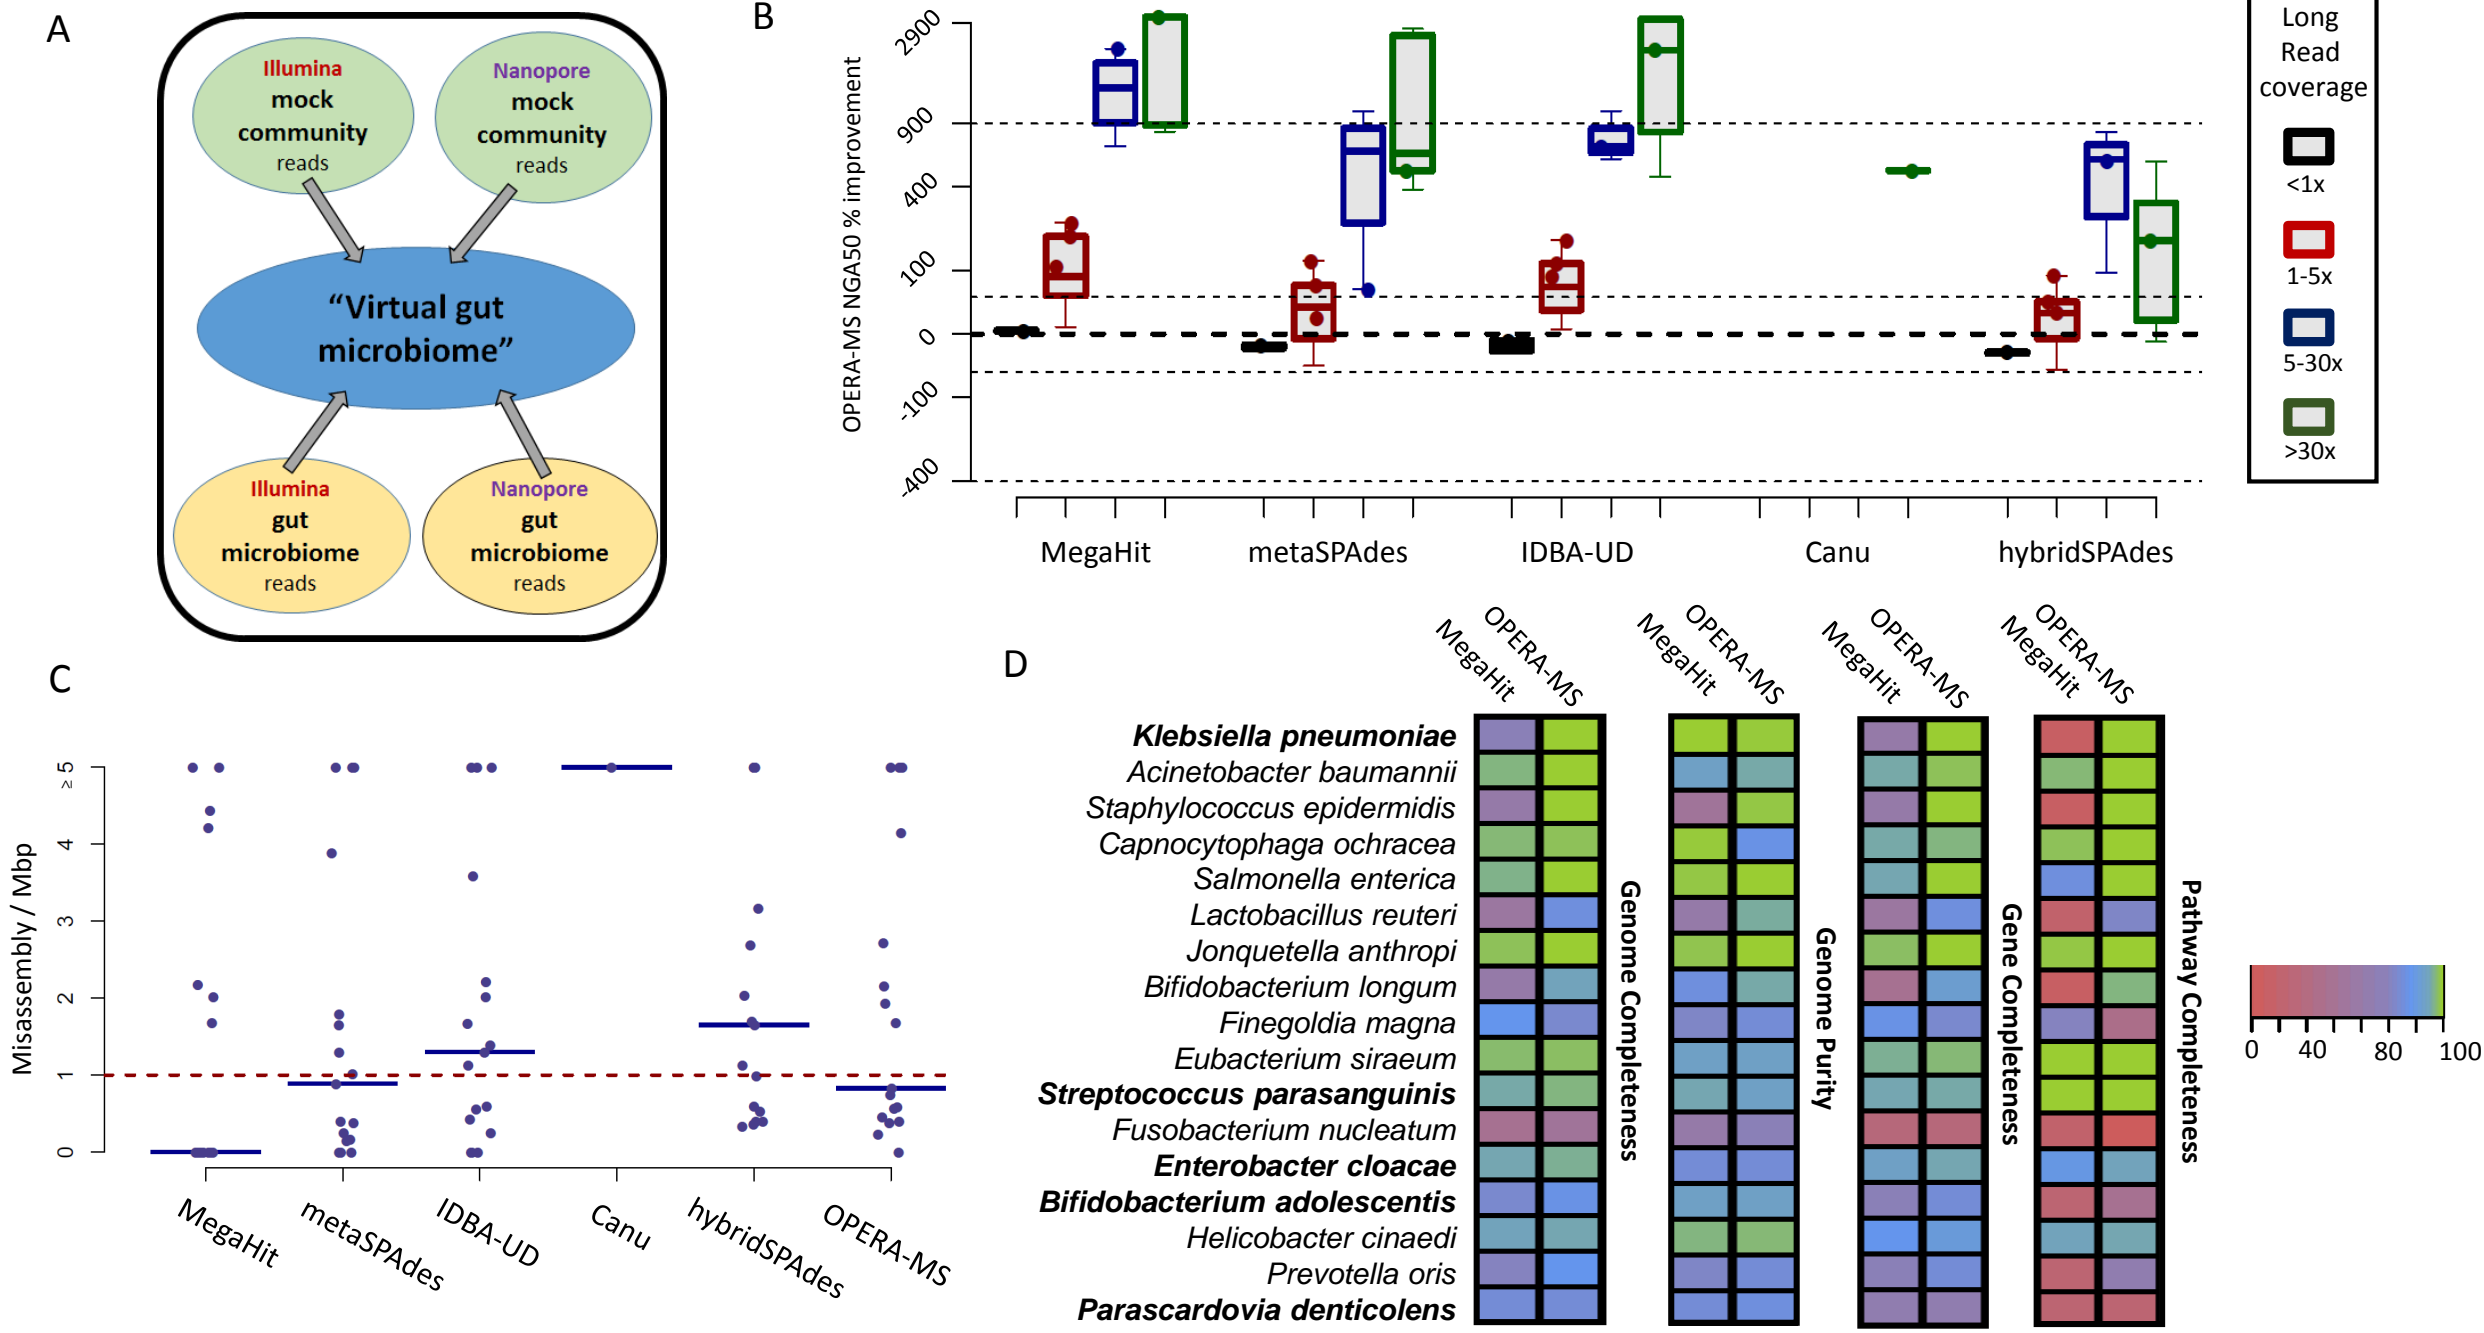 A
Illumina
mock
community
reads
Nanopore
mock
community
reads
“Virtual gut
microbiome”
Illumina
gut
microbiome
reads
Nanopore
gut
microbiome
reads
B
OPERA-MS NGA50 % improvement
2900
900
400
100
0
-100
-400
MegaHit
metaSPAdes
IDBA-UD
Canu
hybridSPAdes
Long
Read
coverage
<1x
1-5x
5-30x
>30x
C
Misassembly / Mbp
≥ 5
4
3
2
1
0
MegaHit
metaSPAdes
IDBA-UD
Canu
hybridSPAdes
OPERA-MS
D
MegaHit
OPERA-MS
MegaHit
OPERA-MS
MegaHit
OPERA-MS
MegaHit
OPERA-MS
Klebsiella pneumoniae
Acinetobacter baumannii
Staphylococcus epidermidis
Capnocytophaga ochracea
Salmonella enterica
Lactobacillus reuteri
Jonquetella anthropi
Bifidobacterium longum
Finegoldia magna
Eubacterium siraeum
Streptococcus parasanguinis
Fusobacterium nucleatum
Enterobacter cloacae
Bifidobacterium adolescentis
Helicobacter cinaedi
Prevotella oris
Parascardovia denticolens
Genome Completeness
Genome Purity
Gene Completeness
Pathway Completeness
0
40
80
100